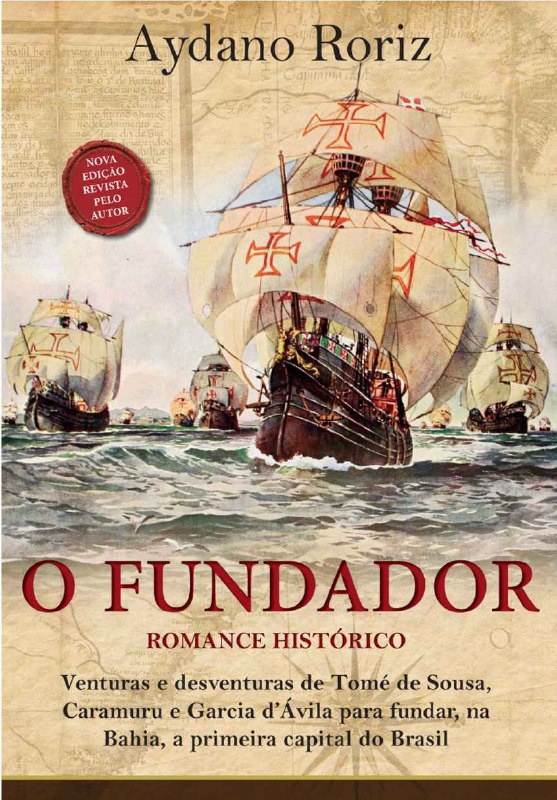 Aydano Roriz
NOVA
EDIÇÃO
REVISTA
PELO
AUTOR
O FUNDADOR
ROMANCE HISTÓRICO
Venturas e desventuras de Tomé de Sousa,
Caramuru e Garcia d'Ávila para fundar, na
Bahia, a primeira capital do Brasil